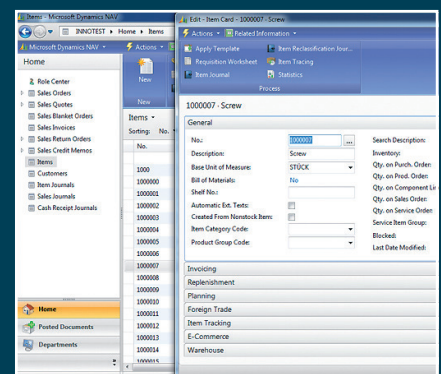 Items - Microsoft Dynamics NAV
INNOTEST
Home
Items
Microsoft Dynamics NAV
Actions
Home
Role Center
Sales Orders
Sales Quotes
Sales Blanket Orders
Sales Invoices
Sales Return Orders
Sales Credit Memos
Items
Customers
Item Journals
Sales Journals
Cash Receipt Journals
Home
Posted Documents
Departments
New
New
Items
Sorting: No.
No.
1000
1000000
1000001
1000002
1000003
1000004
1000005
1000006
1000007
1000008
1000009
1000010
1000011
1000012
1000013
1000014
1000015
Edit - Item Card - 1000007 · Screw
Actions
Related Information
Apply Template
Item Reclassification Jour...
Requisition Worksheet
Item Tracing
Item Journal
Statistics
Process
1000007 · Screw
General
No.: 1000007
Description: Screw
Base Unit of Measure: STÜCK
Bill of Materials: No
Shelf No.:
Automatic Ext. Texts:
Created From Nonstock Item:
Item Category Code:
Product Group Code:
Search Description:
Inventory:
Qty. on Purch. Order:
Qty. on Prod. Order:
Qty. on Component Li
Qty. on Sales Order:
Qty. on Service Order:
Service Item Group:
Blocked:
Last Date Modified:
Invoicing
Replenishment
Planning
Foreign Trade
Item Tracking
E-Commerce
Warehouse